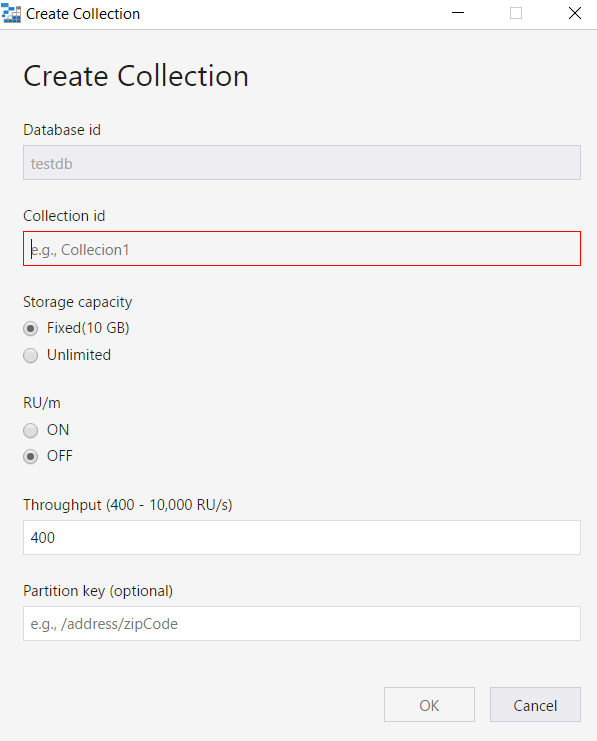 Create Collection
Create Collection
Database id
testdb
Collection id
e.g., Collecion1
Storage capacity
Fixed(10 GB)
Unlimited
RU/m
ON
OFF
Throughput (400 - 10,000 RU/s)
400
Partition key (optional)
e.g., /address/zipCode
OK Cancel